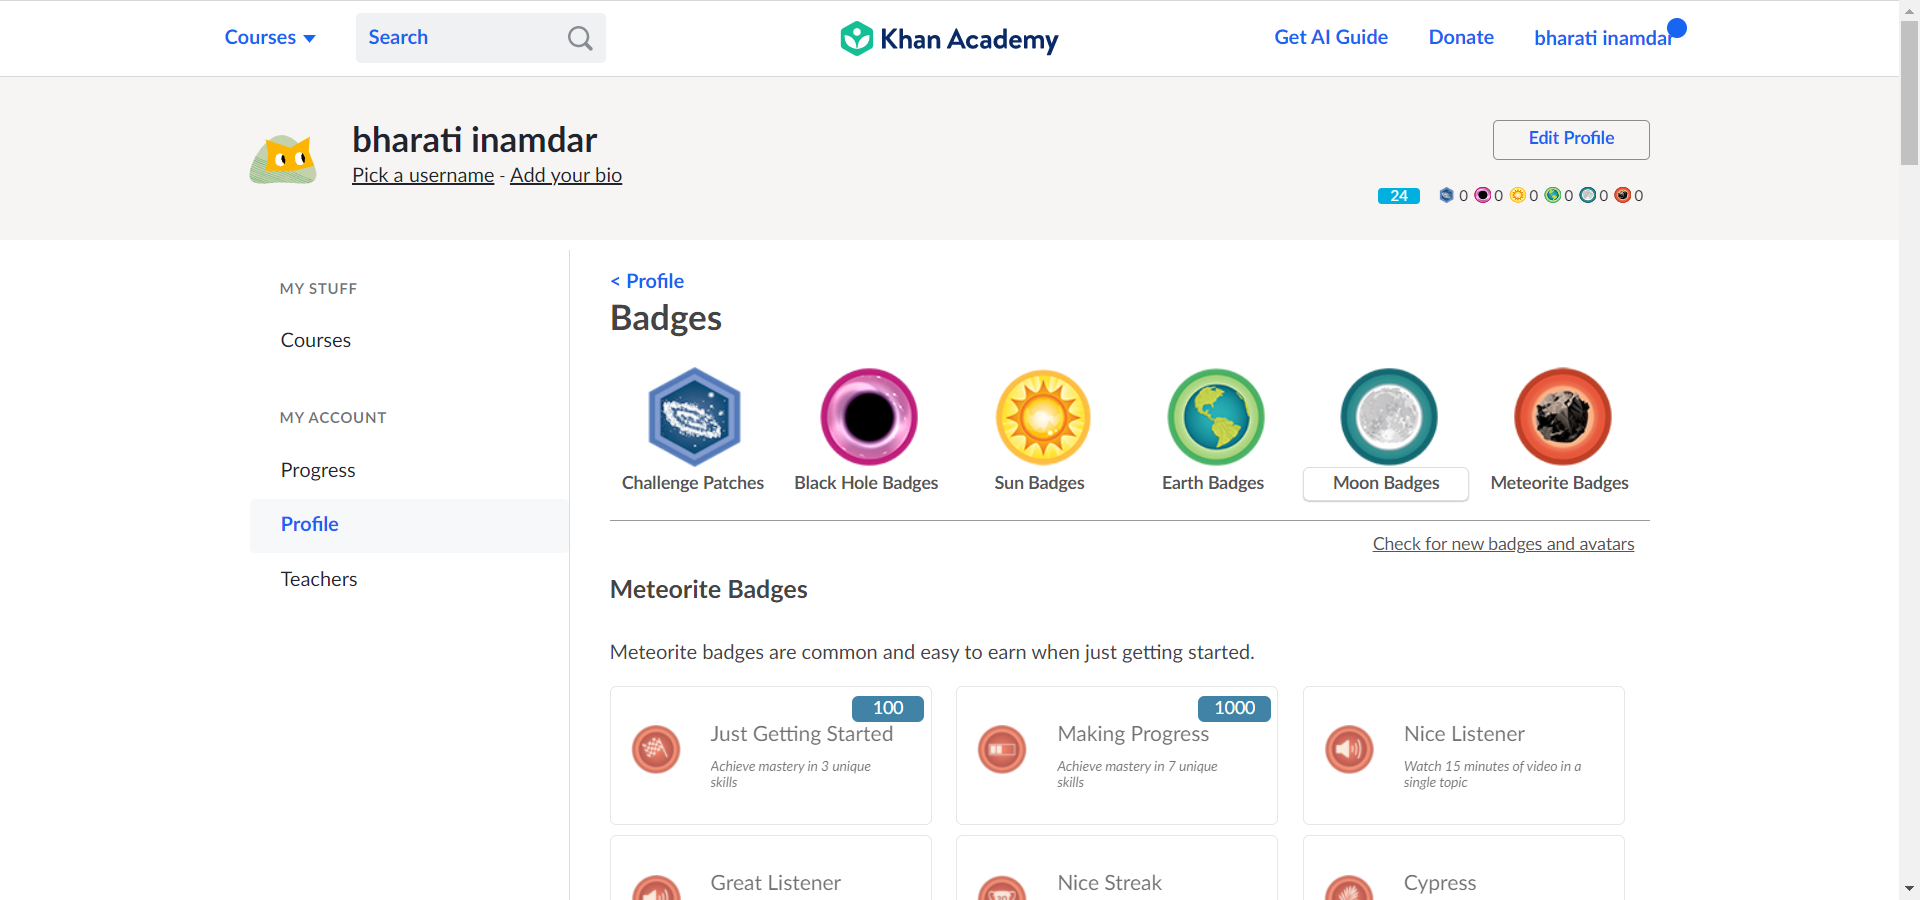 Courses
Search
Khan Academy
Get AI Guide
Donate
bharati inamdar
bharati inamdar
Pick a username - Add your bio
Edit Profile
24 0 0 0 0 0 0
MY STUFF
Courses
MY ACCOUNT
Progress
Profile
Teachers
< Profile
Badges
Challenge Patches
Black Hole Badges
Sun Badges
Earth Badges
Moon Badges
Meteorite Badges
Check for new badges and avatars
Meteorite Badges
Meteorite badges are common and easy to earn when just getting started.
100
Just Getting Started
Achieve mastery in 3 unique
skills
1000
Making Progress
Achieve mastery in 7 unique
skills
Nice Listener
Watch 15 minutes of video in a
single topic
Great Listener
Nice Streak
20
Cypress